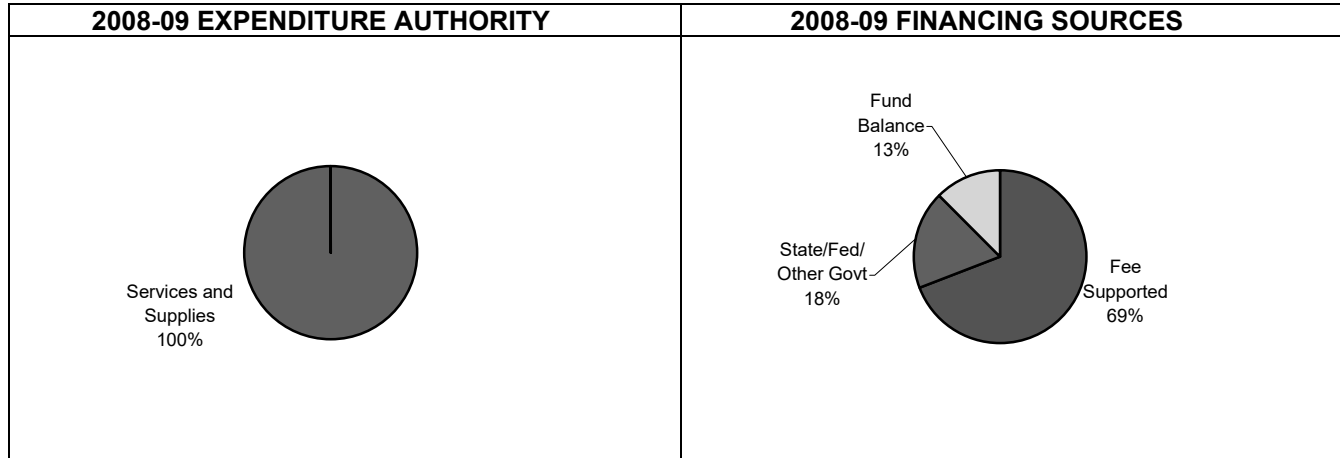 2008-09 EXPENDITURE AUTHORITY
Services and
Supplies
100%
2008-09 FINANCING SOURCES
Fund
Balance
13%
State/Fed/
Other Govt
18%
Fee
Supported
69%